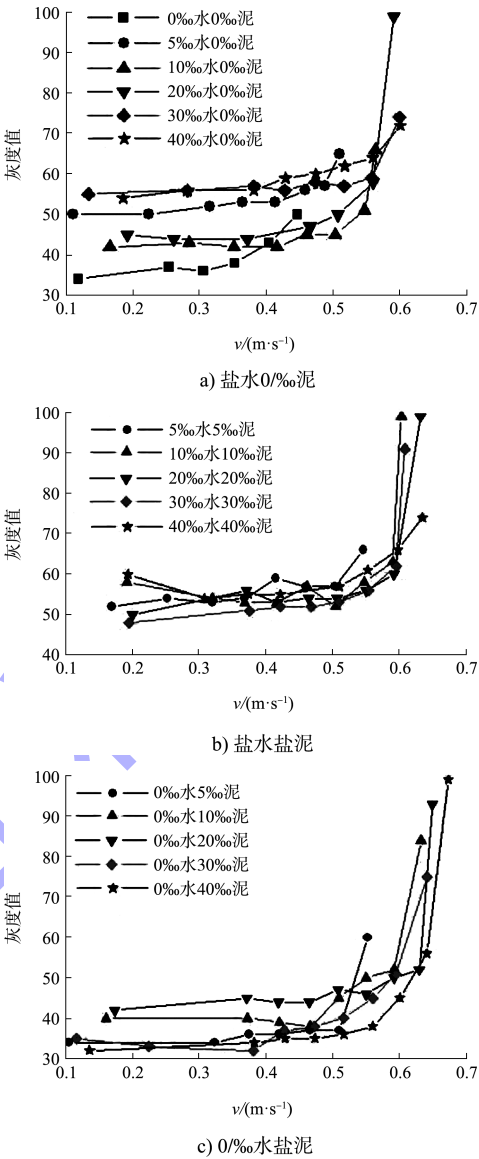 100
90
80
70
60
50
40
30
灰度值
0‰水0‰泥
5‰水0‰泥
10‰水0‰泥
20‰水0‰泥
30‰水0‰泥
40‰水0‰泥
0.1 0.2 0.3 0.4 0.5 0.6 0.7
v/(m·s⁻¹)
a) 盐水0/‰泥
100
90
80
70
60
50
40
灰度值
5‰水5‰泥
10‰水10‰泥
20‰水20‰泥
30‰水30‰泥
40‰水40‰泥
0.1 0.2 0.3 0.4 0.5 0.6 0.7
v/(m·s⁻¹)
b) 盐水盐泥
100
90
80
70
60
50
40
30
灰度值
0‰水5‰泥
0‰水10‰泥
0‰水20‰泥
0‰水30‰泥
0‰水40‰泥
0.1 0.2 0.3 0.4 0.5 0.6 0.7
v/(m·s⁻¹)
c) 0/‰水盐泥